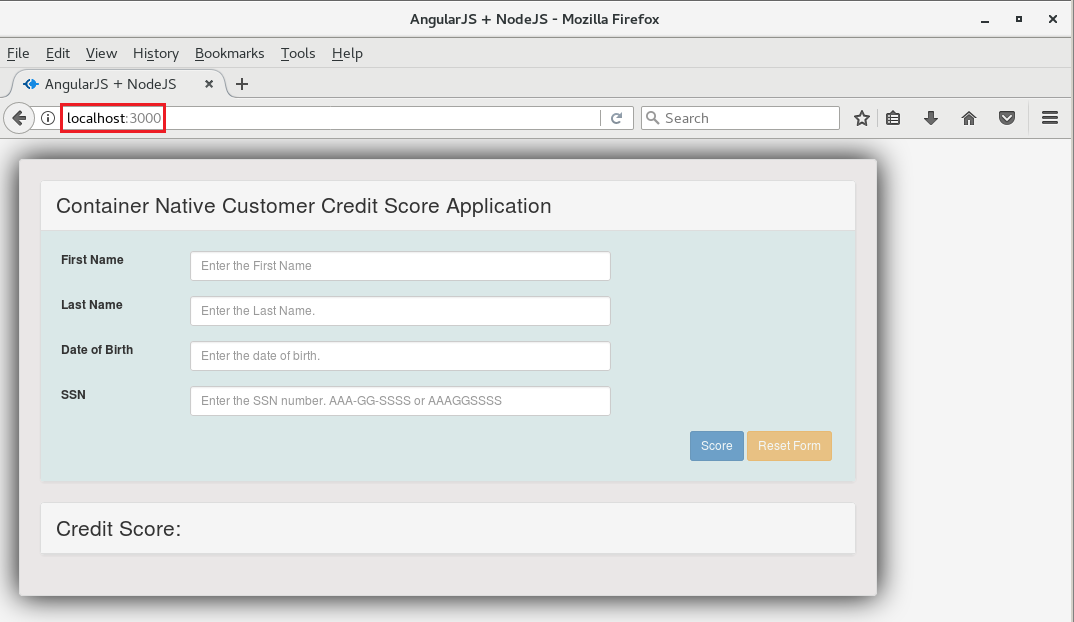 AngularJS + NodeJS - Mozilla Firefox
File Edit View History Bookmarks Tools Help
AngularJS + NodeJS
localhost:3000 Search
Container Native Customer Credit Score Application
First Name Enter the First Name
Last Name Enter the Last Name.
Date of Birth Enter the date of birth.
SSN Enter the SSN number. AAA-GG-SSSS or AAAGGSSSS
Score Reset Form
Credit Score: